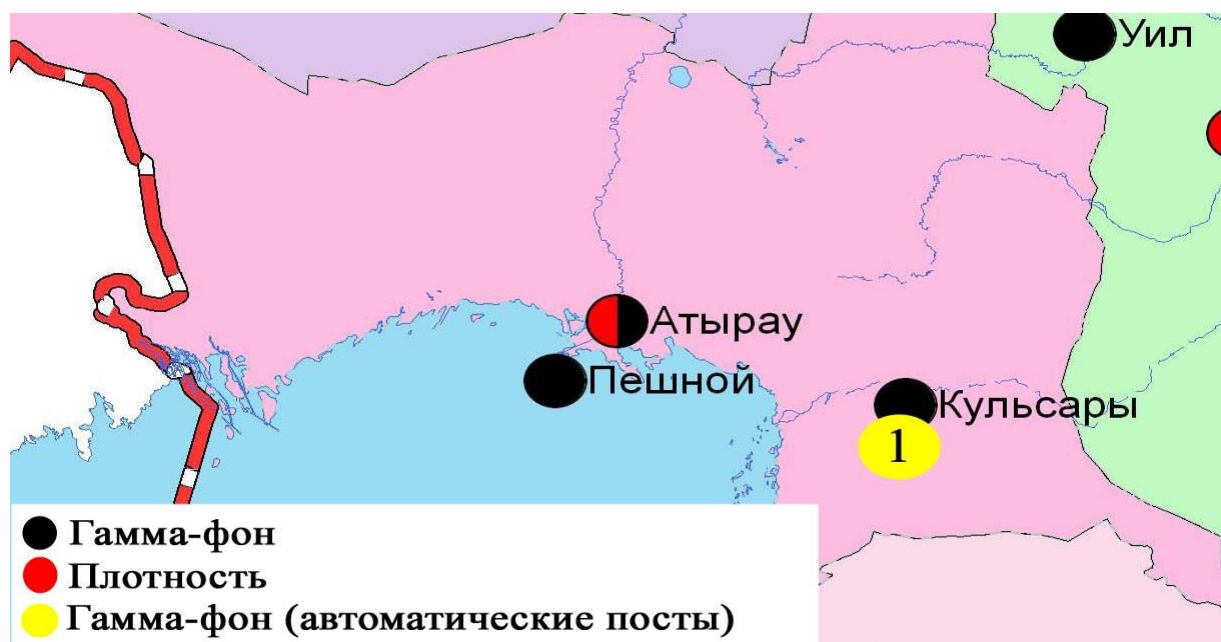 Уил
Атырау
Пешной
Кульсары
1
Гамма-фон
Плотность
Гамма-фон (автоматические посты)